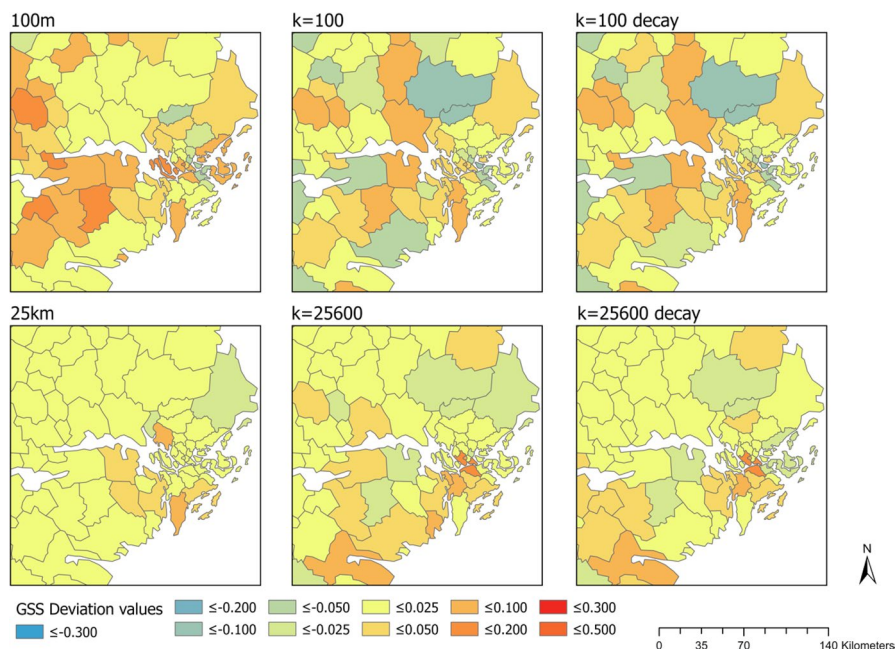 100m
k=100
k=100 decay
25km
k=25600
k=25600 decay
N
GSS Deviation values
≤-0.300
≤-0.200
≤-0.100
≤-0.050
≤-0.025
≤0.025
≤0.050
≤0.100
≤0.200
≤0.300
≤0.500
0 35 70 140 Kilometers